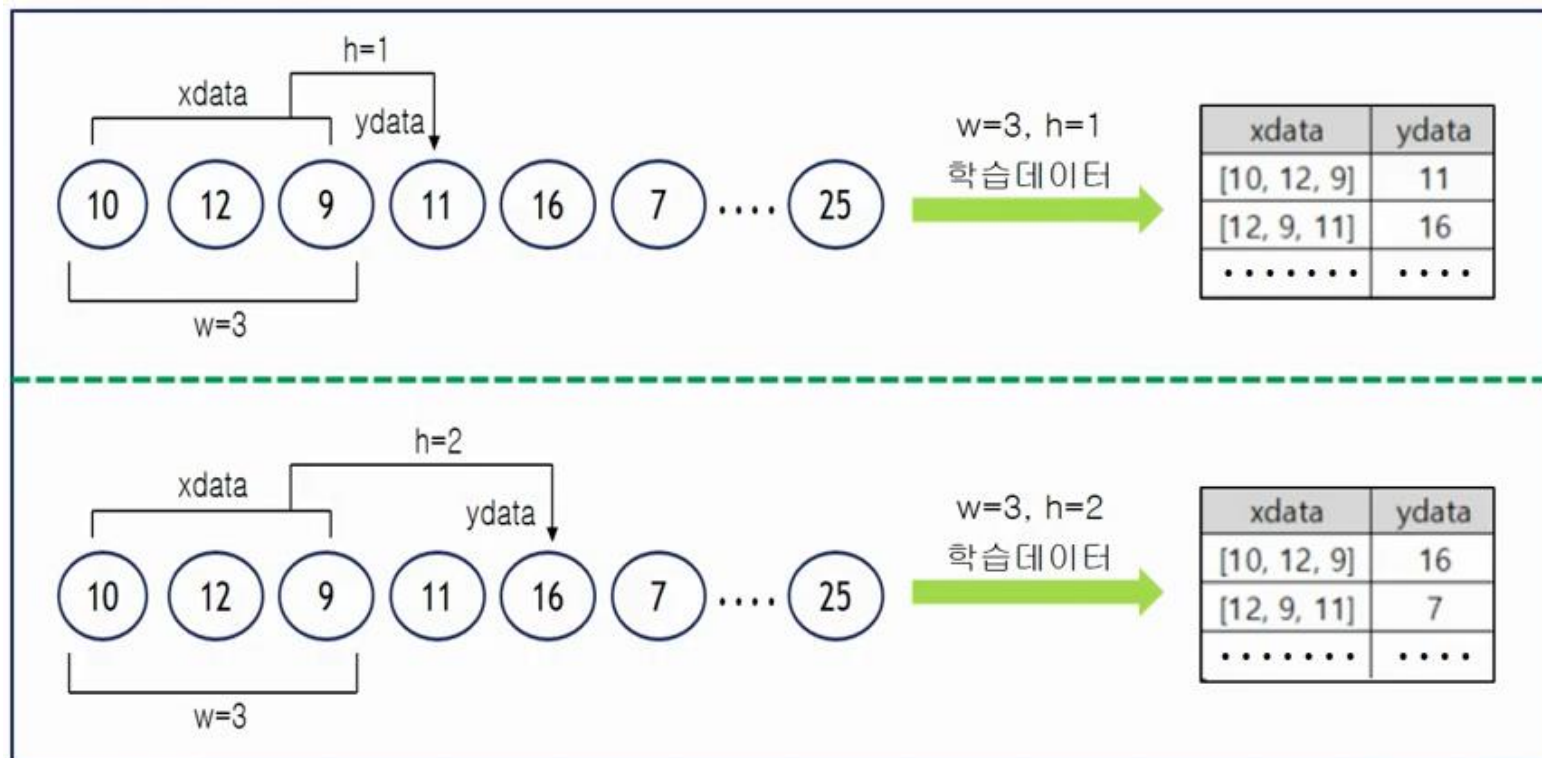 h=1
xdata
ydata
10 12 9 11 16 7 •••• 25
w=3
w=3, h=1
학습데이터
xdata ydata
[10, 12, 9] 11
[12, 9, 11] 16
••••••• ••••
h=2
xdata
ydata
10 12 9 11 16 7 •••• 25
w=3
w=3, h=2
학습데이터
xdata ydata
[10, 12, 9] 16
[12, 9, 11] 7
••••••• ••••